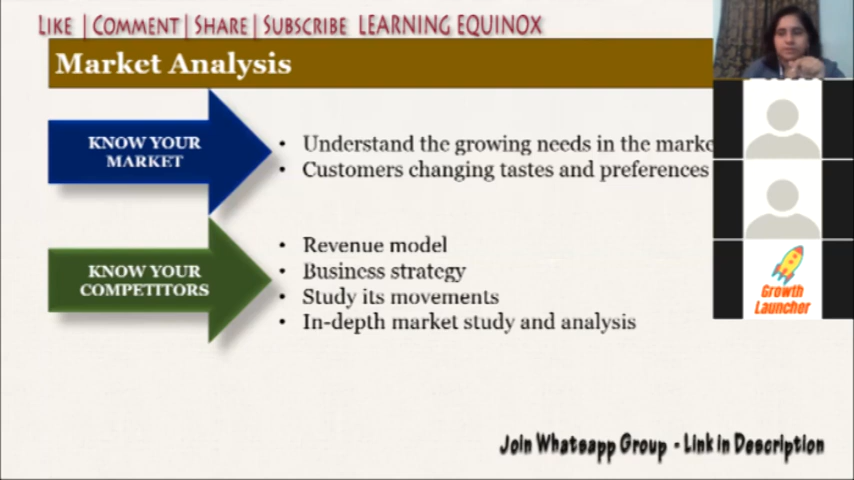 LIKE | COMMENT | SHARE | SUBSCRIBE LEARNING EQUINOX
Market Analysis
KNOW YOUR
MARKET
• Understand the growing needs in the marke
• Customers changing tastes and preferences
KNOW YOUR
COMPETITORS
• Revenue model
• Business strategy
• Study its movements
• In-depth market study and analysis
Growth
Launcher
Join Whatsapp Group - Link in Description